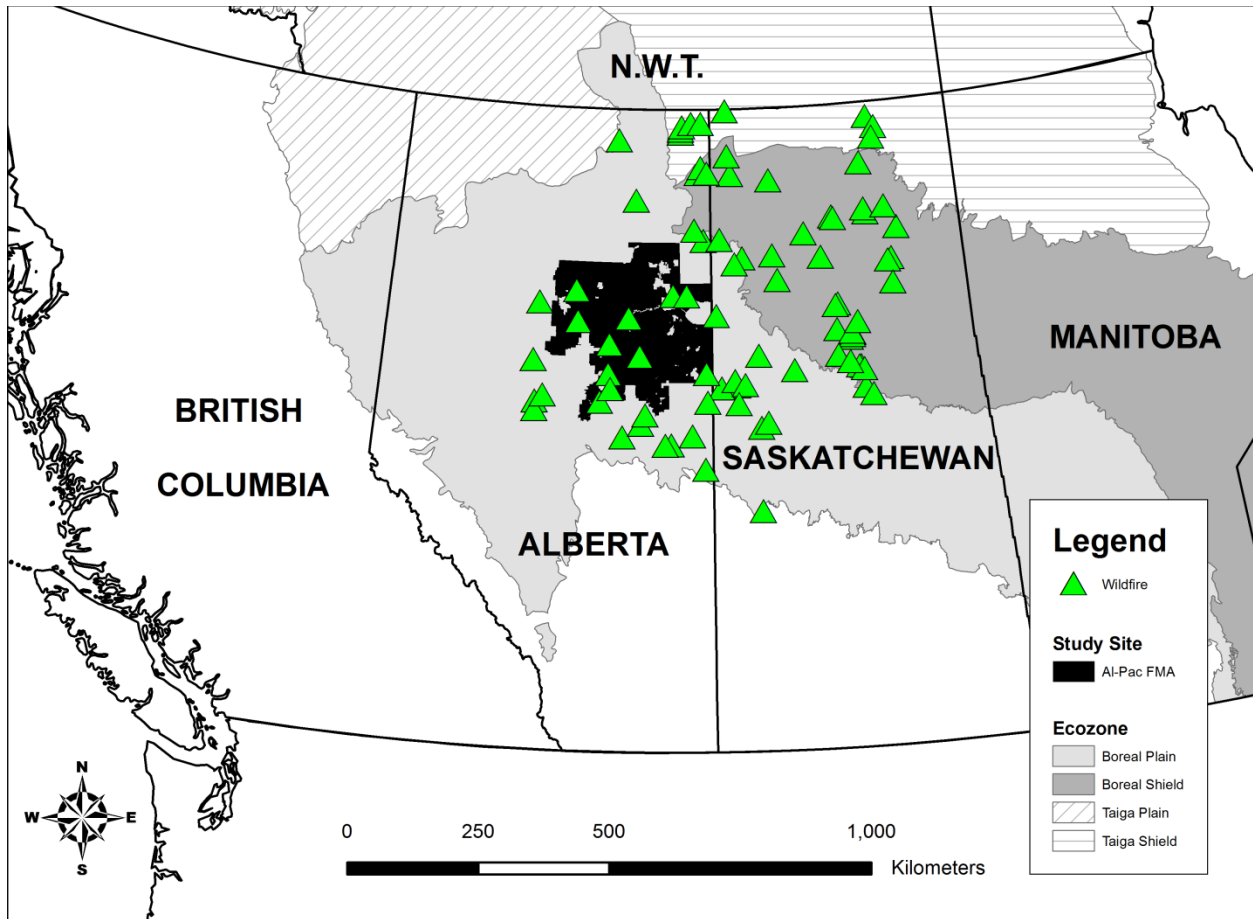 N.W.T.
MANITOBA
BRITISH
COLUMBIA
SASKATCHEWAN
ALBERTA
Legend
Wildfire
Study Site
Al-Pac FMA
Ecozone
Boreal Plain
Boreal Shield
Taiga Plain
Taiga Shield
N
W E
S
0 250 500 1,000
Kilometers